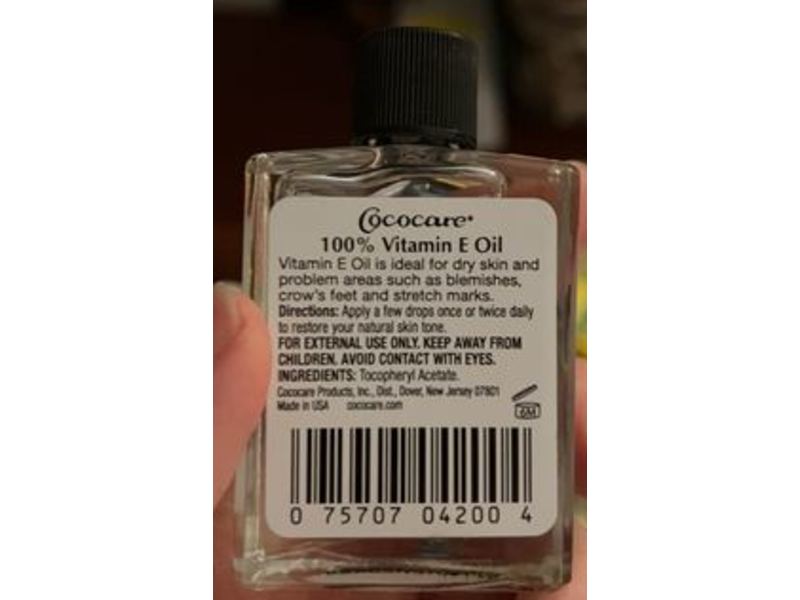 Cococare®
100% Vitamin E Oil
Vitamin E Oil is ideal for dry skin and
problem areas such as blemishes,
crow's feet and stretch marks.
Directions: Apply a few drops once or twice daily
to restore your natural skin tone.
FOR EXTERNAL USE ONLY. KEEP AWAY FROM
CHILDREN. AVOID CONTACT WITH EYES.
INGREDIENTS: Tocopheryl Acetate.
Cococare Products, Inc., Dist., Dover, New Jersey 07801
Made in USA cococare.com
6M
0 75707 04200 4